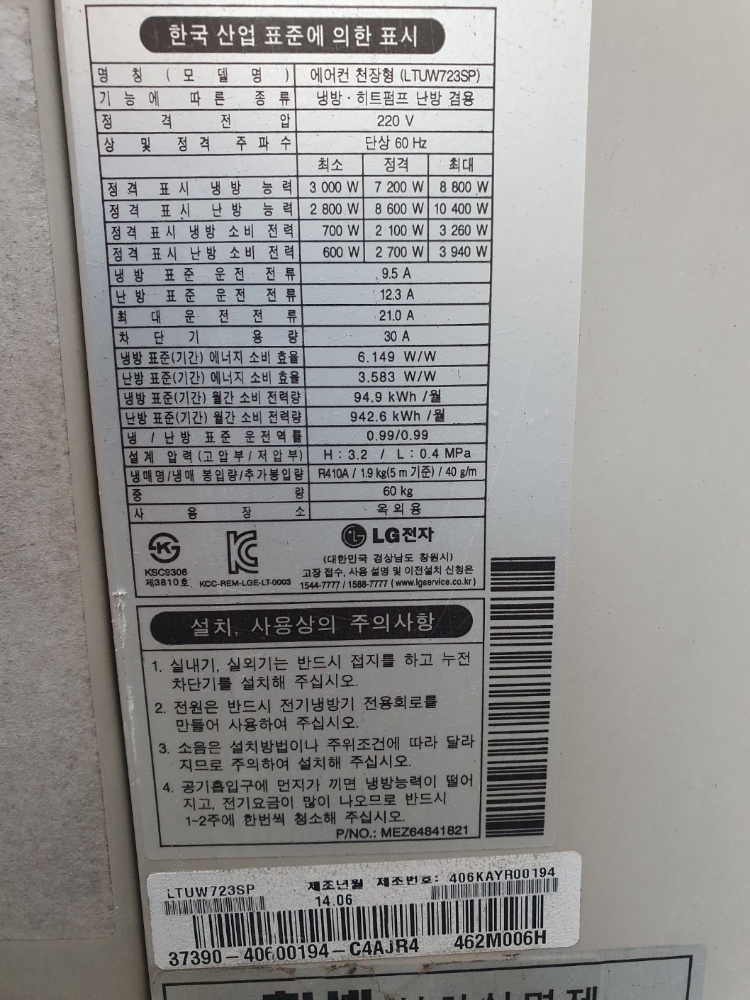 한국 산업 표준에 의한 표시
명 칭 ( 모 델 명 ) 에어컨 천장형 (LTUW723SP)
기 능 에 따 른 종 류 냉방 · 히트펌프 난방 겸용
정 격 전 압 220 V
상 및 정 격 주 파 수 단상 60 Hz
최소 정격 최대
정 격 표 시 냉 방 능 력 3 000 W 7 200 W 8 800 W
정 격 표 시 난 방 능 력 2 800 W 8 600 W 10 400 W
정격 표시 냉방 소비 전력 700 W 2 100 W 3 260 W
정격 표시 난방 소비 전력 600 W 2 700 W 3 940 W
냉 방 표 준 운 전 전 류 9.5 A
난 방 표 준 운 전 전 류 12.3 A
최 대 운 전 전 류 21.0 A
차 단 기 용 량 30 A
냉방 표준(기간) 에너지 소비 효율 6.149 W/W
난방 표준(기간) 에너지 소비 효율 3.583 W/W
냉방 표준(기간) 월간 소비 전력량 94.9 kWh /월
난방 표준(기간) 월간 소비 전력량 942.6 kWh /월
냉 / 난방 표준 운전역률 0.99/0.99
설계 압력 (고압부 / 저압부) H : 3.2 / L : 0.4 MPa
냉매명/냉매 봉입량/추가봉입량 R410A / 1.9 kg(5 m 기준) / 40 g/m
중 량 60 kg
사 용 장 소 옥외용
LG전자
(대한민국 경상남도 창원시)
고장 접수, 사용 설명 및 이전설치 신청은
1544-7777 / 1588-7777 ( www.lgservice.co.kr )
KSC9306
제3810호
KCC-REM-LGE-LT-0003
설치, 사용상의 주의사항
1. 실내기, 실외기는 반드시 접지를 하고 누전
차단기를 설치해 주십시오.
2. 전원은 반드시 전기냉방기 전용회로를
만들어 사용하여 주십시오.
3. 소음은 설치방법이나 주위조건에 따라 달라
지므로 주의하여 설치해 주십시오.
4. 공기흡입구에 먼지가 끼면 냉방능력이 떨어
지고, 전기요금이 많이 나오므로 반드시
1~2주에 한번씩 청소해 주십시오.
P/NO.: MEZ64841821
LTUW723SP 제조년월 제조번호: 406KAYR00194
14.06
37390-40600194-C4AJR4 462M006H